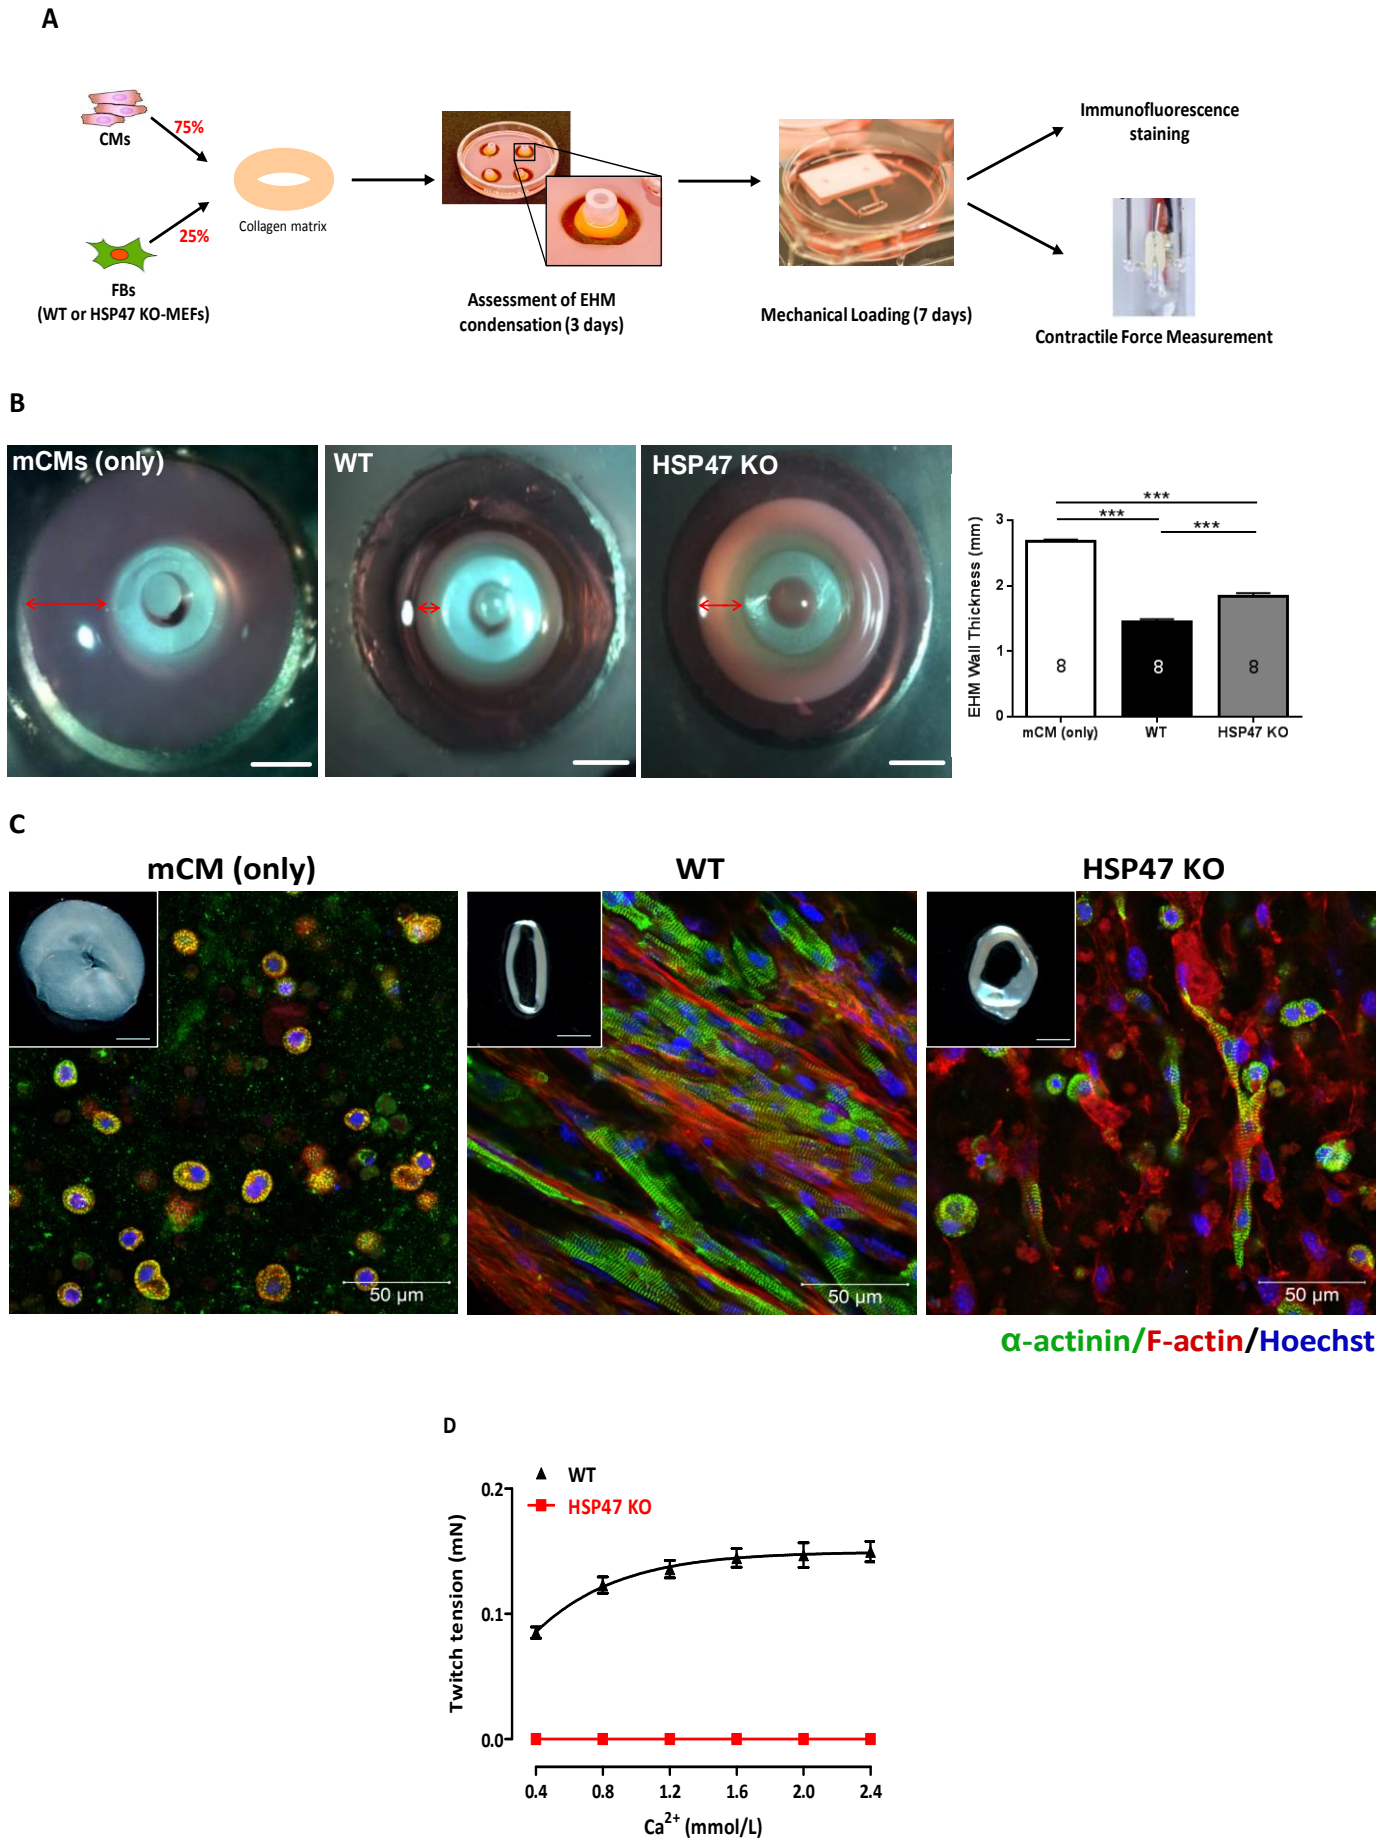 A
CMs
75%
FBs
(WT or HSP47 KO-MEFs)
25%
Collagen matrix
Assessment of EHM
condensation (3 days)
Mechanical Loading (7 days)
Immunofluorescence
staining
Contractile Force Measurement
B
mCMs (only)
WT
HSP47 KO
EHM Wall Thickness (mm)
3
2
1
0
***
***
***
8
8
8
mCM (only)
WT
HSP47 KO
C
mCM (only)
WT
HSP47 KO
50 μm
50 μm
50 μm
α-actinin/F-actin/Hoechst
D
WT
HSP47 KO
Twitch tension (mN)
0.2
0.1
0.0
0.4
0.8
1.2
1.6
2.0
2.4
Ca²⁺ (mmol/L)